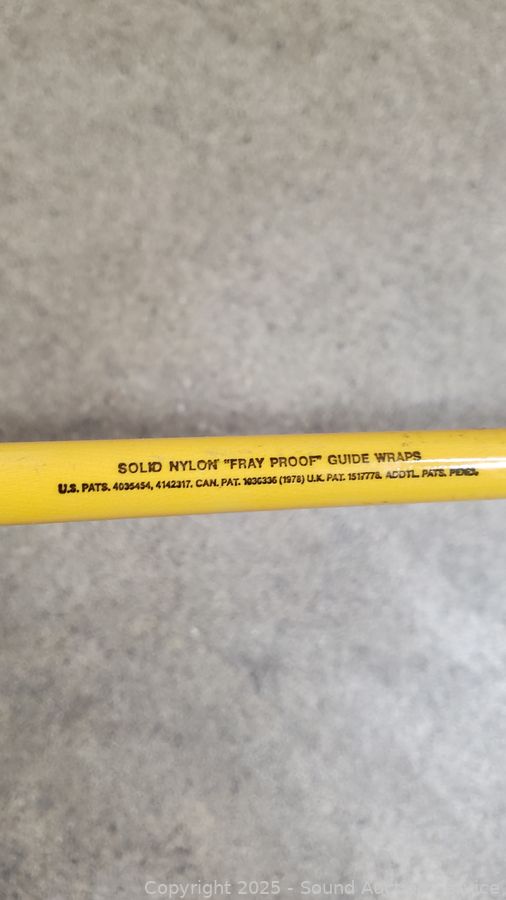 SOLID NYLON "FRAY PROOF" GUIDE WRAPS
U.S. PATS. 4035454, 4142317. CAN. PAT. 1036336 (1978) U.K. PAT. 1517778. ADDTL. PATS. PEND.
Copyright 2025 - Sound Auction Service